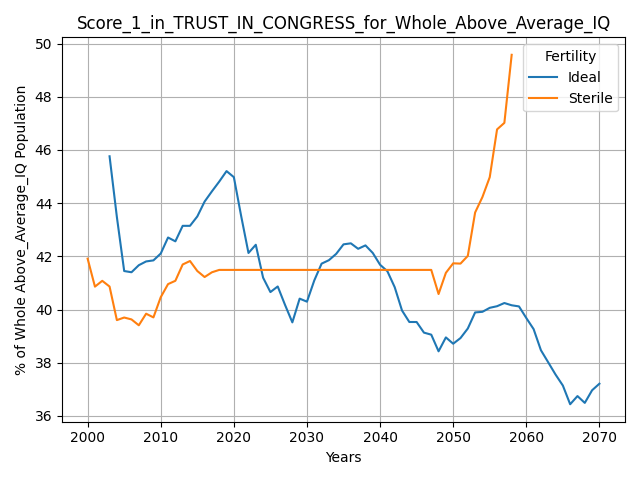 Score_1_in_TRUST_IN_CONGRESS_for_Whole_Above_Average_IQ
Fertility
Ideal
Sterile
% of Whole Above_Average_IQ Population
50
48
46
44
42
40
38
36
2000 2010 2020 2030 2040 2050 2060 2070
Years